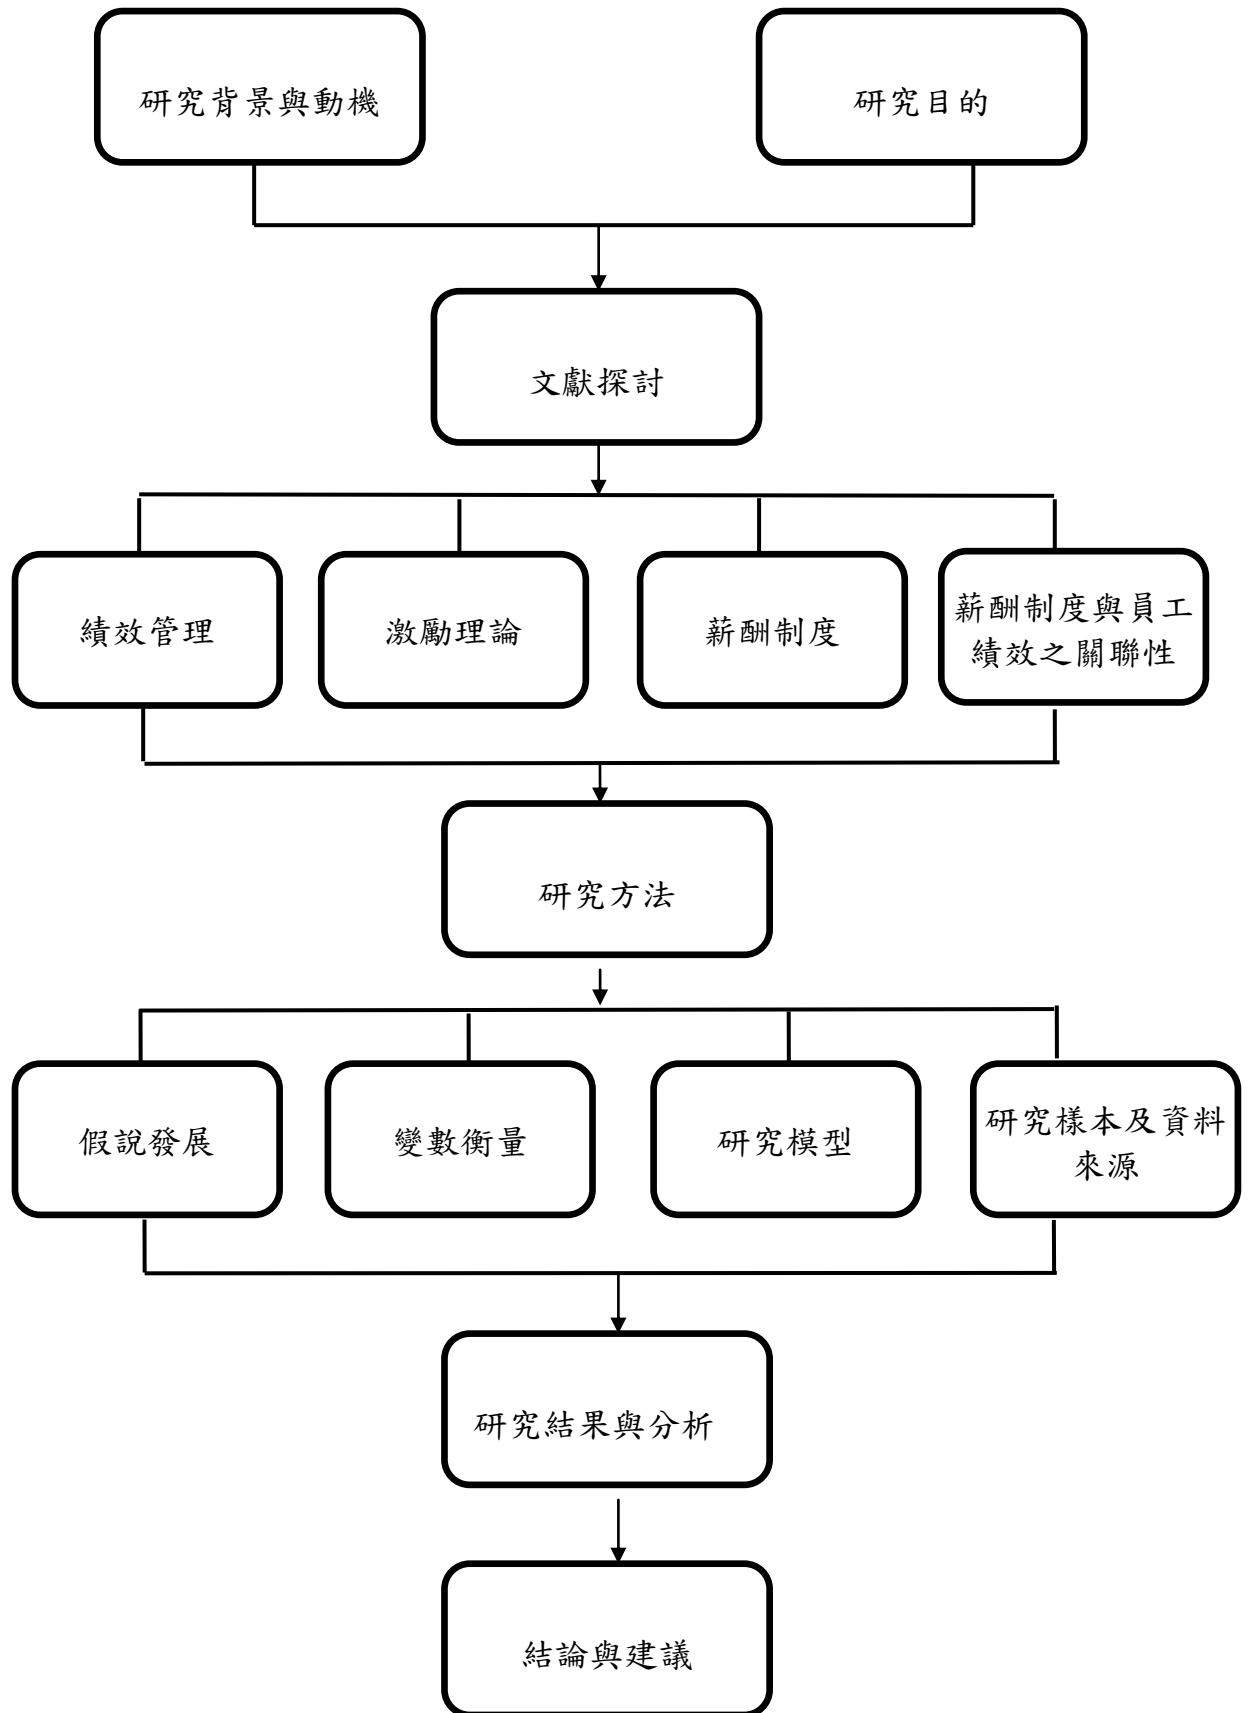 研究背景與動機
研究目的
文獻探討
績效管理
激勵理論
薪酬制度
薪酬制度與員工
績效之關聯性
研究方法
假說發展
變數衡量
研究模型
研究樣本及資料
來源
研究結果與分析
結論與建議